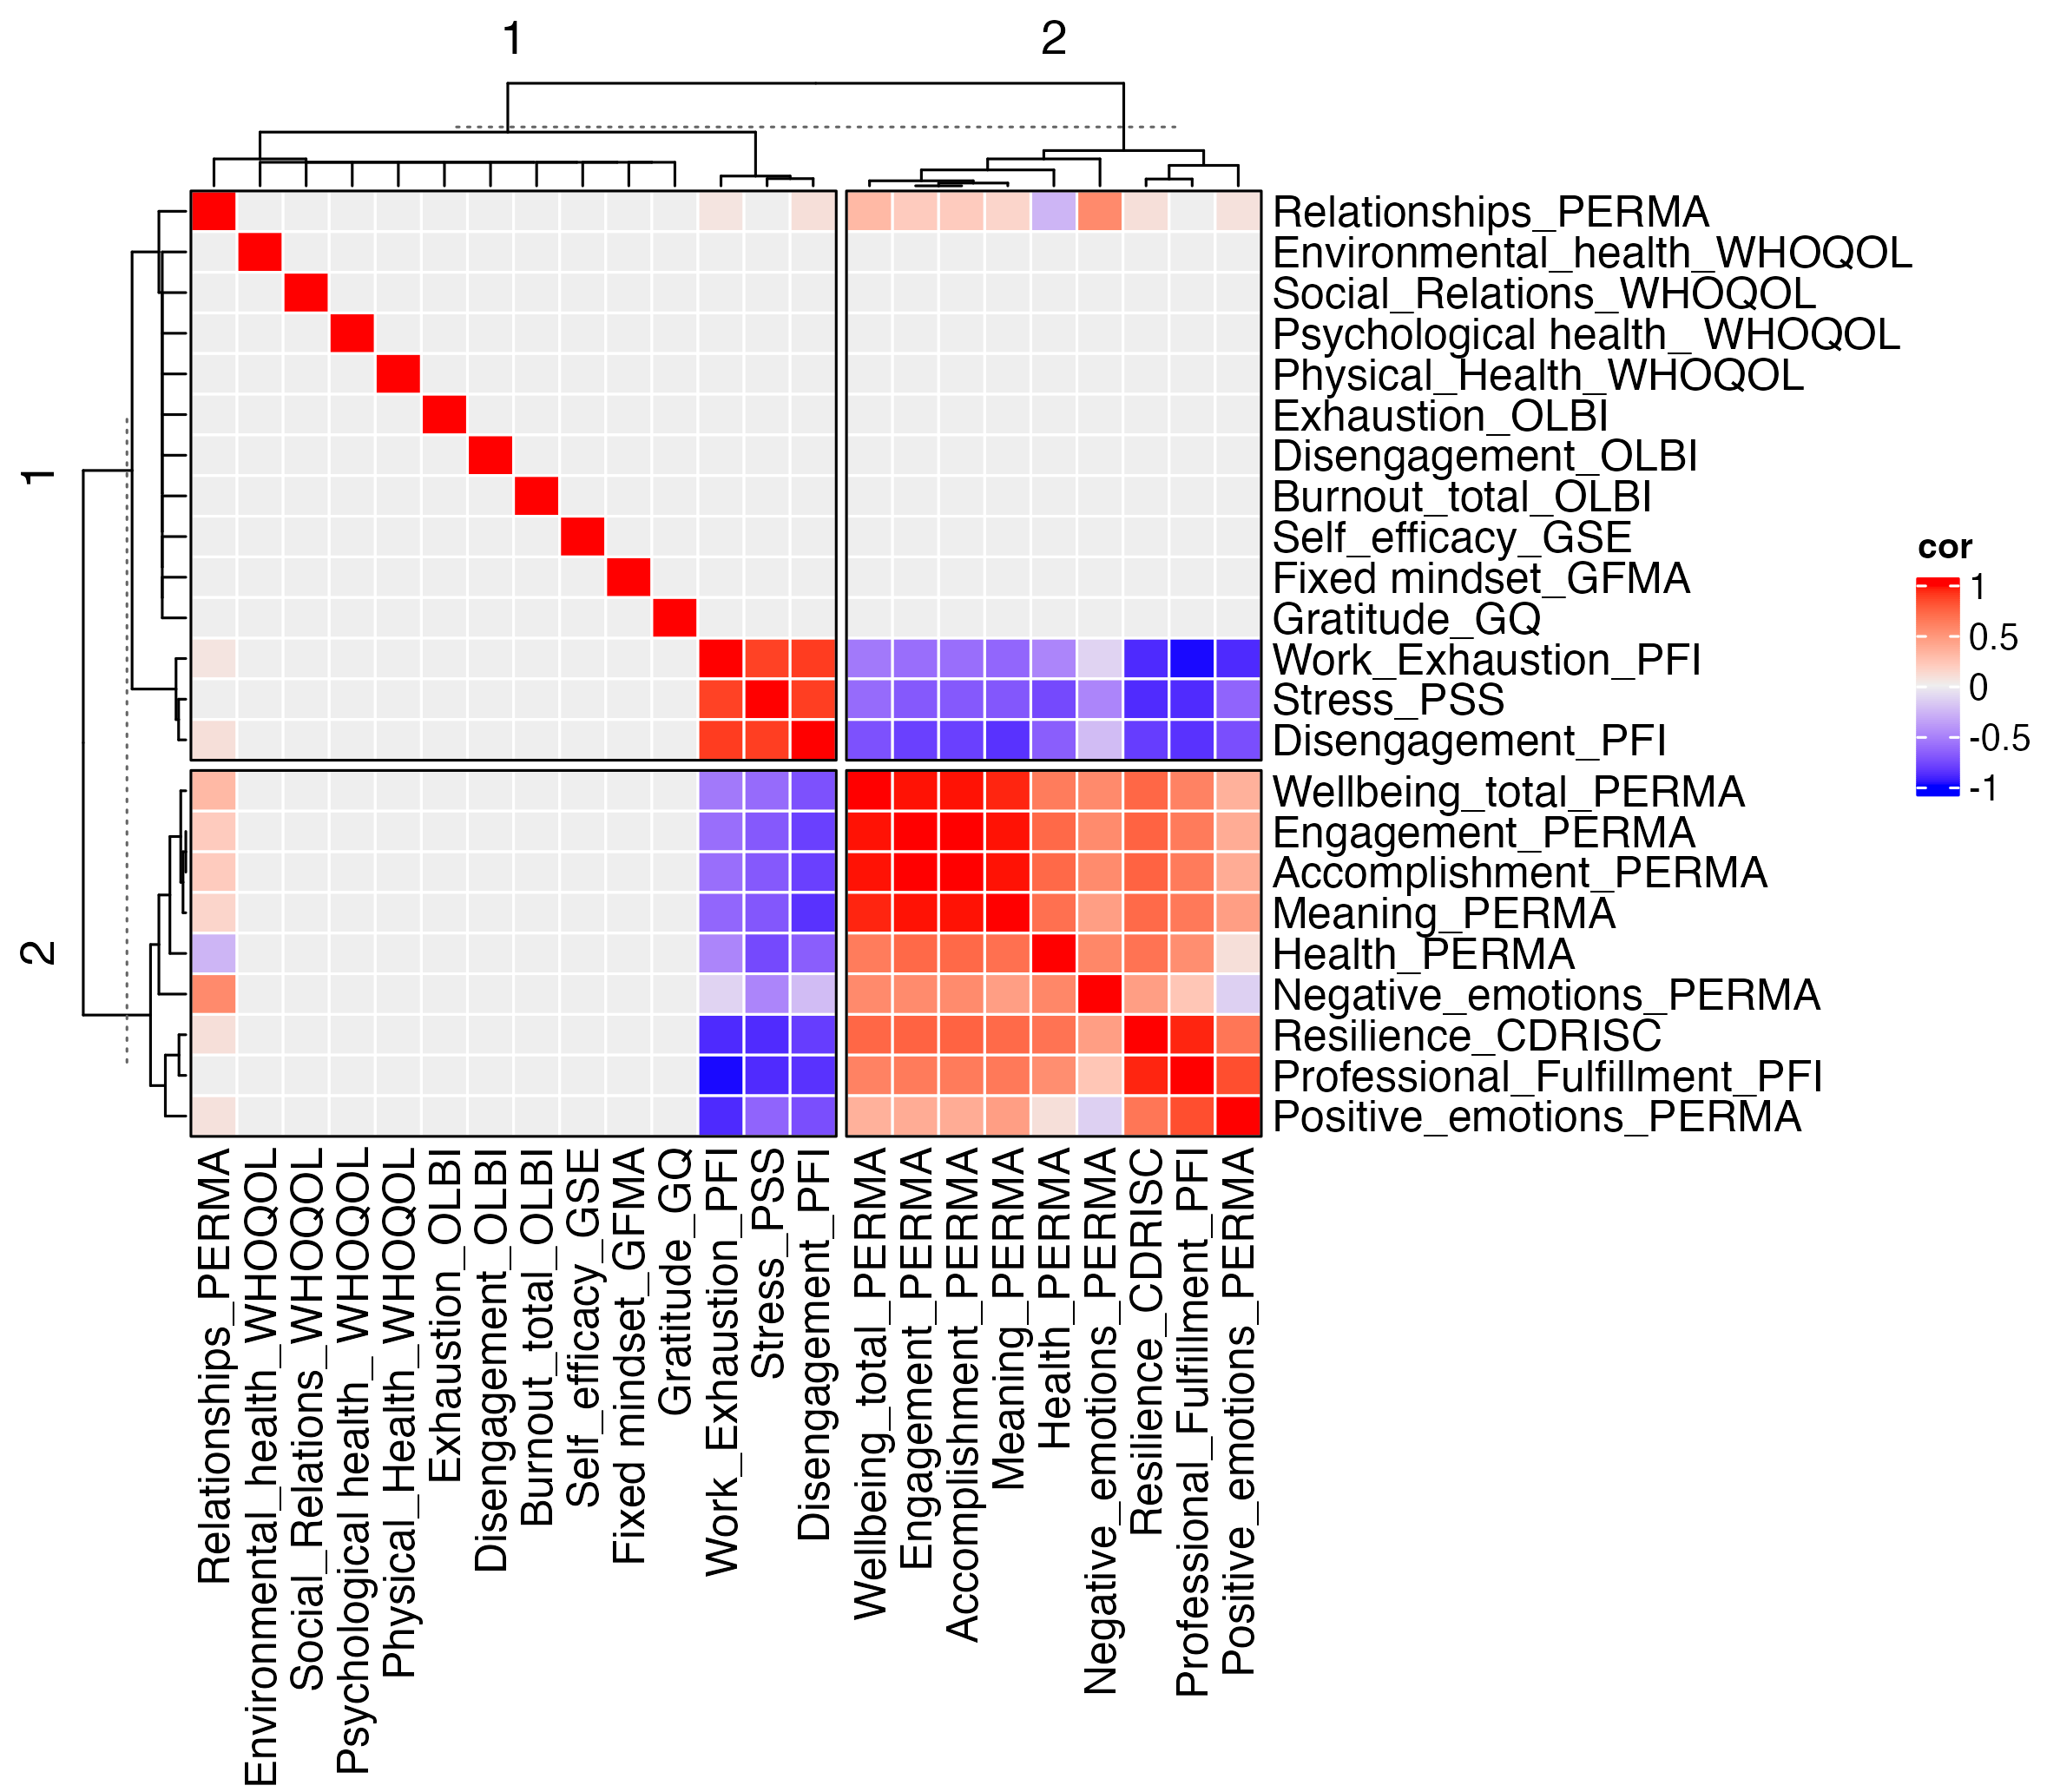 1
2
1
2
Relationships_PERMA
Environmental_health_WHOQOL
Social_Relations_WHOQOL
Psychological health_ WHOQOL
Physical_Health_WHOQOL
Exhaustion_OLBI
Disengagement_OLBI
Burnout_total_OLBI
Self_efficacy_GSE
Fixed mindset_GFMA
Gratitude_GQ
Work_Exhaustion_PFI
Stress_PSS
Disengagement_PFI
Wellbeing_total_PERMA
Engagement_PERMA
Accomplishment_PERMA
Meaning_PERMA
Health_PERMA
Negative_emotions_PERMA
Resilience_CDRISC
Professional_Fulfillment_PFI
Positive_emotions_PERMA
cor
1
0.5
0
-0.5
-1
Relationships_PERMA
Environmental_health_WHOQOL
Social_Relations_WHOQOL
Psychological health_ WHOQOL
Physical_Health_WHOQOL
Exhaustion_OLBI
Disengagement_OLBI
Burnout_total_OLBI
Self_efficacy_GSE
Fixed mindset_GFMA
Gratitude_GQ
Work_Exhaustion_PFI
Stress_PSS
Disengagement_PFI
Wellbeing_total_PERMA
Engagement_PERMA
Accomplishment_PERMA
Meaning_PERMA
Health_PERMA
Negative_emotions_PERMA
Resilience_CDRISC
Professional_Fulfillment_PFI
Positive_emotions_PERMA